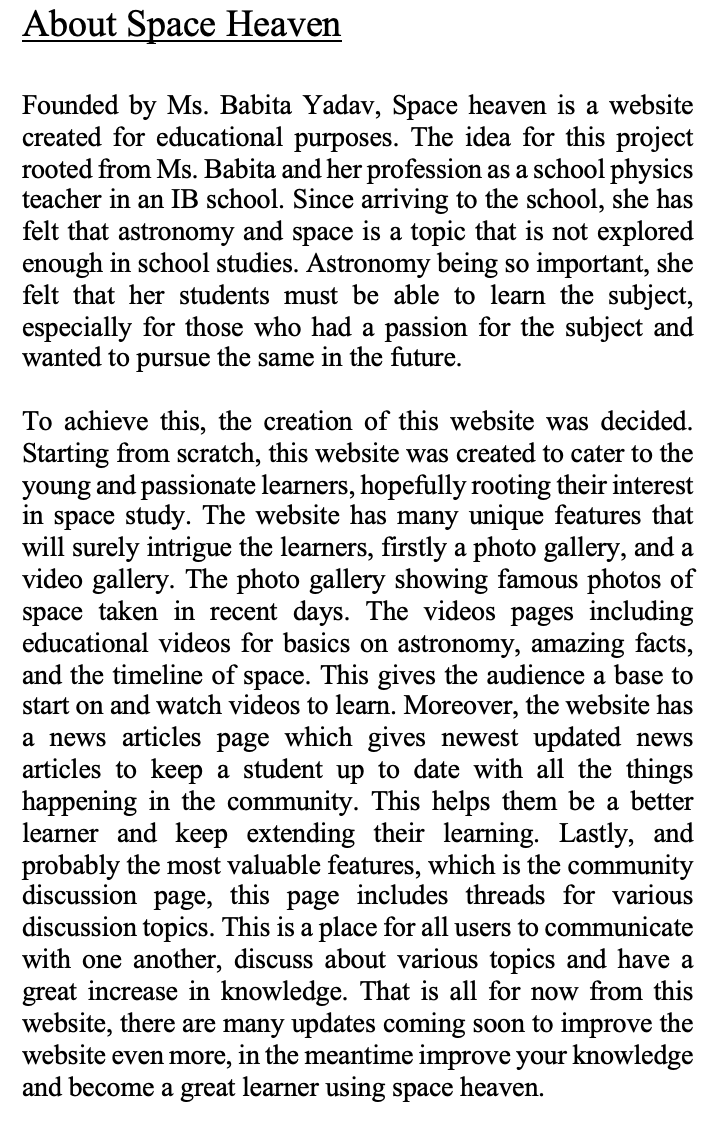 About Space Heaven
Founded by Ms. Babita Yadav, Space heaven is a website
created for educational purposes. The idea for this project
rooted from Ms. Babita and her profession as a school physics
teacher in an IB school. Since arriving to the school, she has
felt that astronomy and space is a topic that is not explored
enough in school studies. Astronomy being so important, she
felt that her students must be able to learn the subject,
especially for those who had a passion for the subject and
wanted to pursue the same in the future.
To achieve this, the creation of this website was decided.
Starting from scratch, this website was created to cater to the
young and passionate learners, hopefully rooting their interest
in space study. The website has many unique features that
will surely intrigue the learners, firstly a photo gallery, and a
video gallery. The photo gallery showing famous photos of
space taken in recent days. The videos pages including
educational videos for basics on astronomy, amazing facts,
and the timeline of space. This gives the audience a base to
start on and watch videos to learn. Moreover, the website has
a news articles page which gives newest updated news
articles to keep a student up to date with all the things
happening in the community. This helps them be a better
learner and keep extending their learning. Lastly, and
probably the most valuable features, which is the community
discussion page, this page includes threads for various
discussion topics. This is a place for all users to communicate
with one another, discuss about various topics and have a
great increase in knowledge. That is all for now from this
website, there are many updates coming soon to improve the
website even more, in the meantime improve your knowledge
and become a great learner using space heaven.